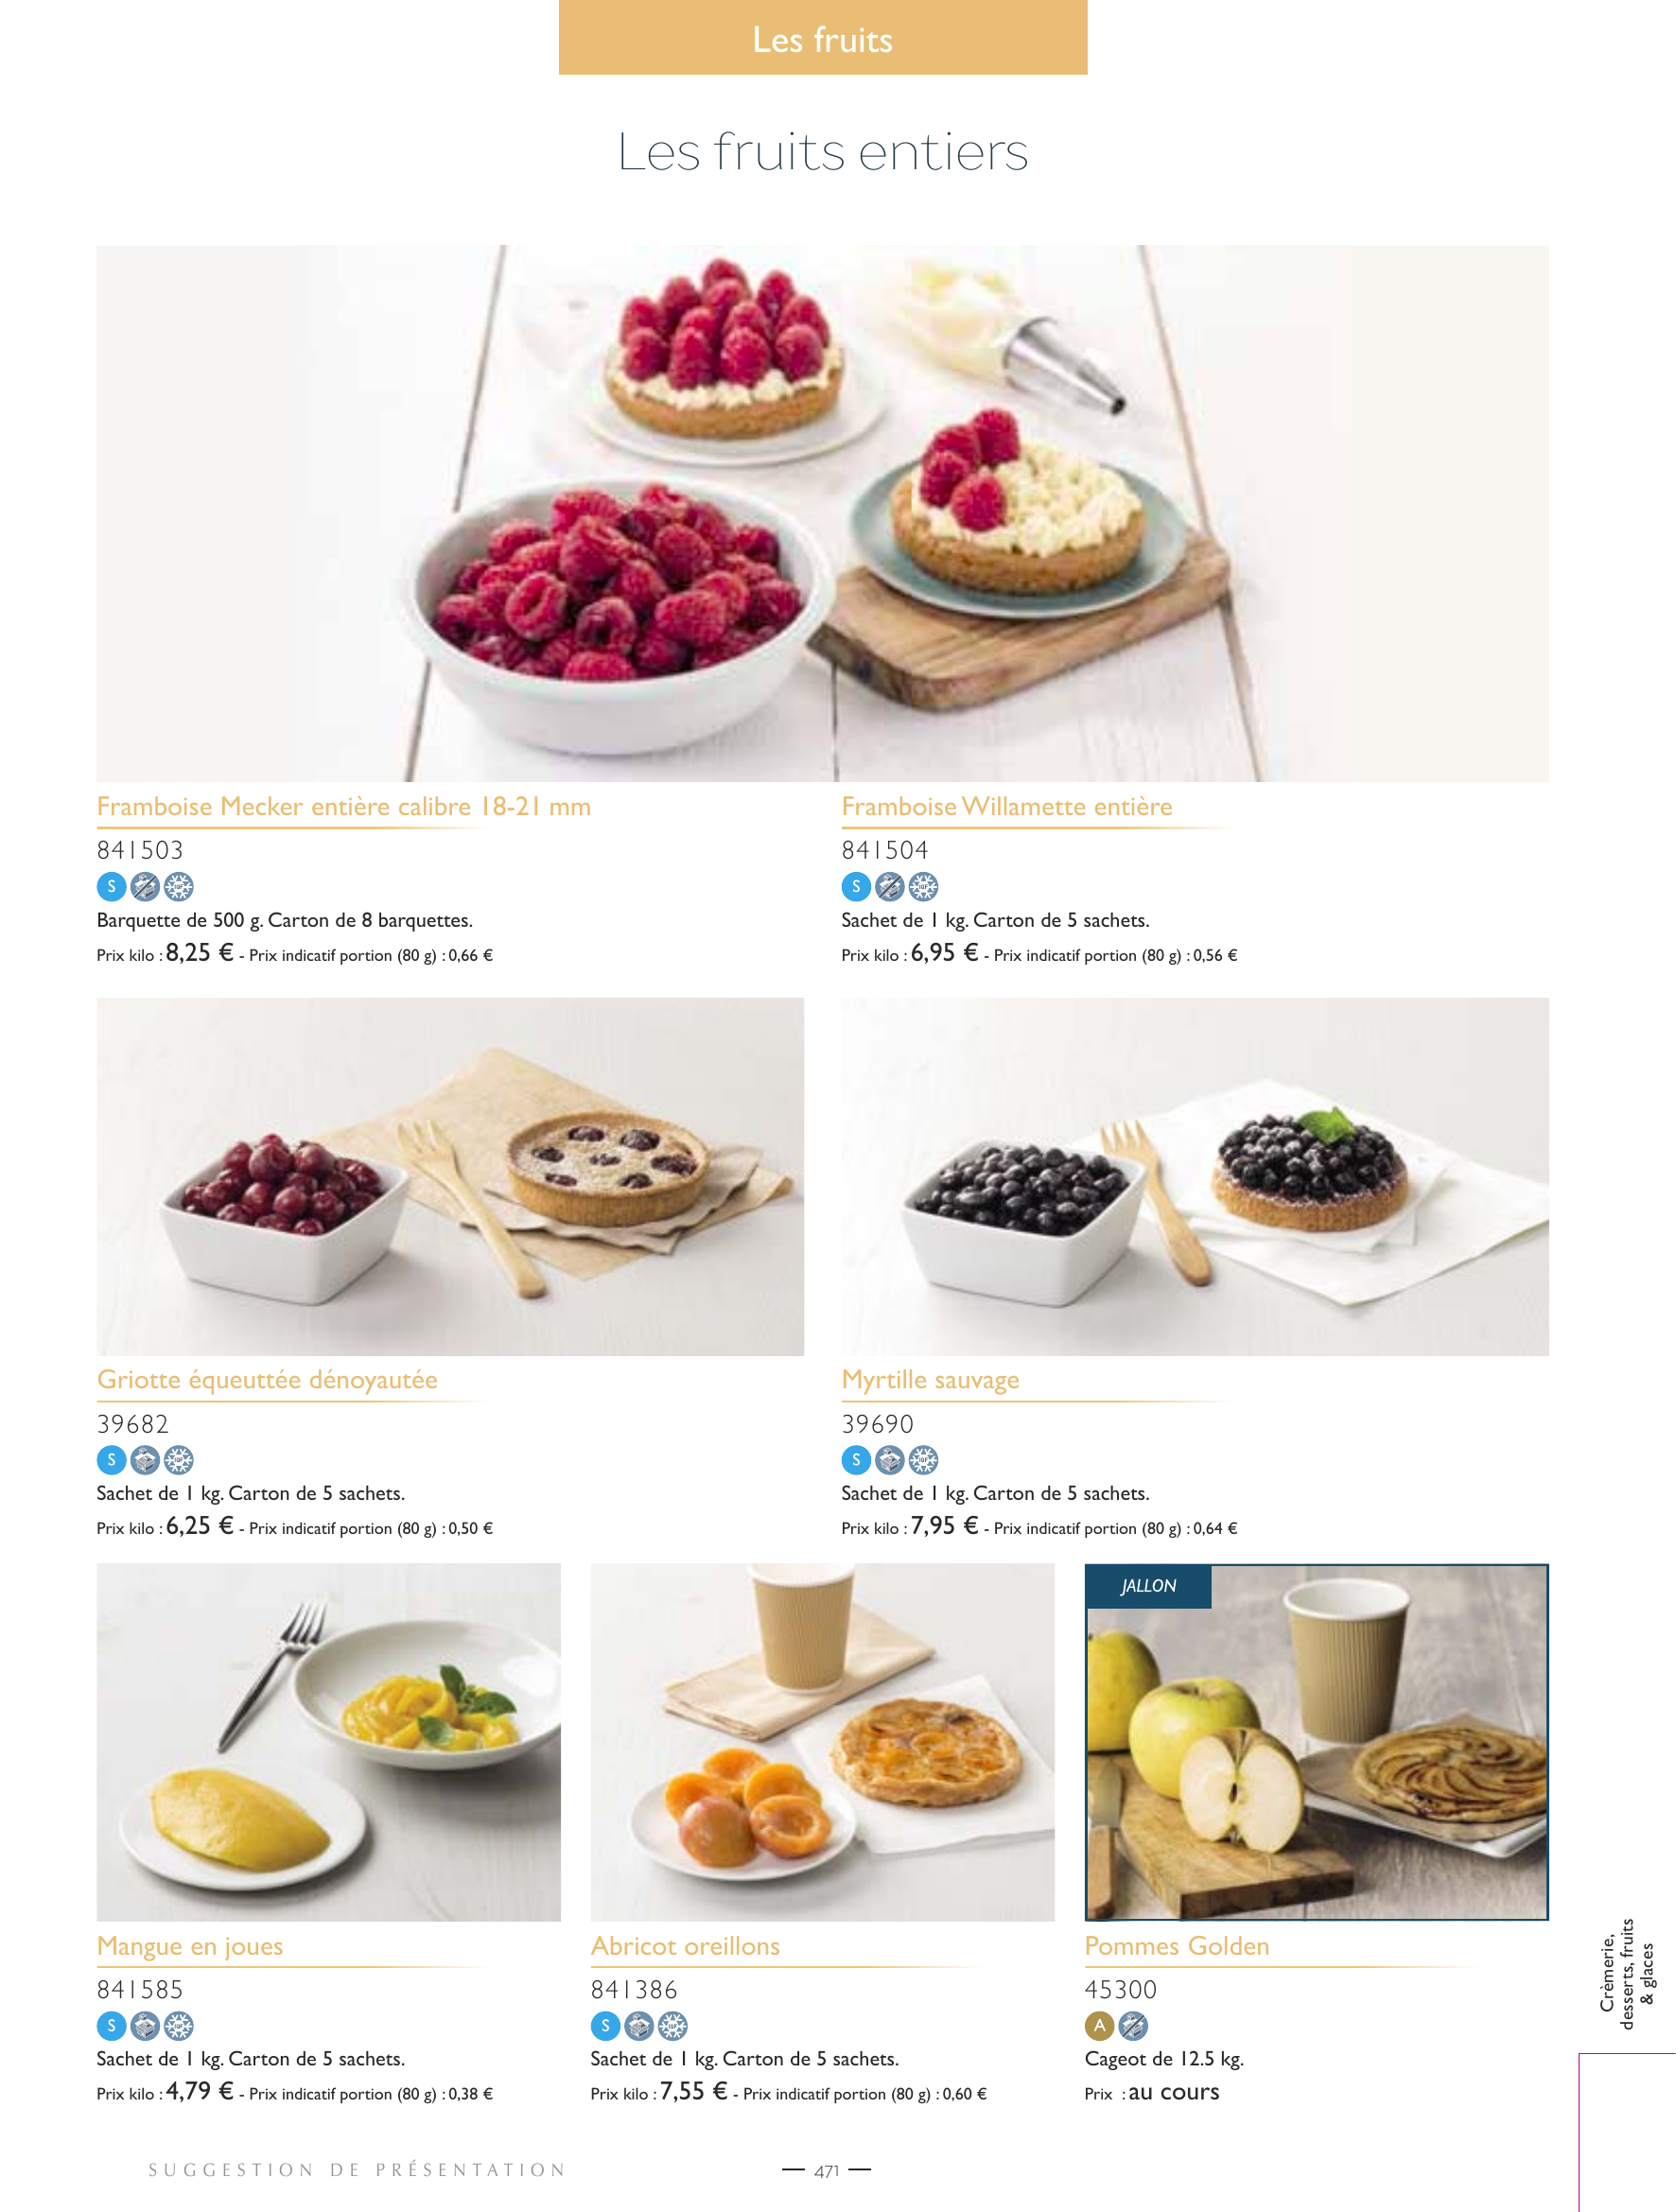 Les fruits
Les fruits entiers
Framboise Mecker entière calibre 18-21 mm
841503
S
Barquette de 500 g. Carton de 8 barquettes.
Prix kilo : 8,25 € - Prix indicatif portion (80 g) : 0,66 €
Framboise Willamette entière
841504
S
Sachet de 1 kg. Carton de 5 sachets.
Prix kilo : 6,95 € - Prix indicatif portion (80 g) : 0,56 €
Griotte équeuttée dénoyautée
39682
S
Sachet de 1 kg. Carton de 5 sachets.
Prix kilo : 6,25 € - Prix indicatif portion (80 g) : 0,50 €
Myrtille sauvage
39690
S
Sachet de 1 kg. Carton de 5 sachets.
Prix kilo : 7,95 € - Prix indicatif portion (80 g) : 0,64 €
Mangue en joues
841585
S
Sachet de 1 kg. Carton de 5 sachets.
Prix kilo : 4,79 € - Prix indicatif portion (80 g) : 0,38 €
Abricot oreillons
841386
S
Sachet de 1 kg. Carton de 5 sachets.
Prix kilo : 7,55 € - Prix indicatif portion (80 g) : 0,60 €
JALLON
Pommes Golden
45300
A
Cageot de 12.5 kg.
Prix : au cours
Crèmerie,
desserts, fruits
& glaces
SUGGESTION DE PRÉSENTATION
471